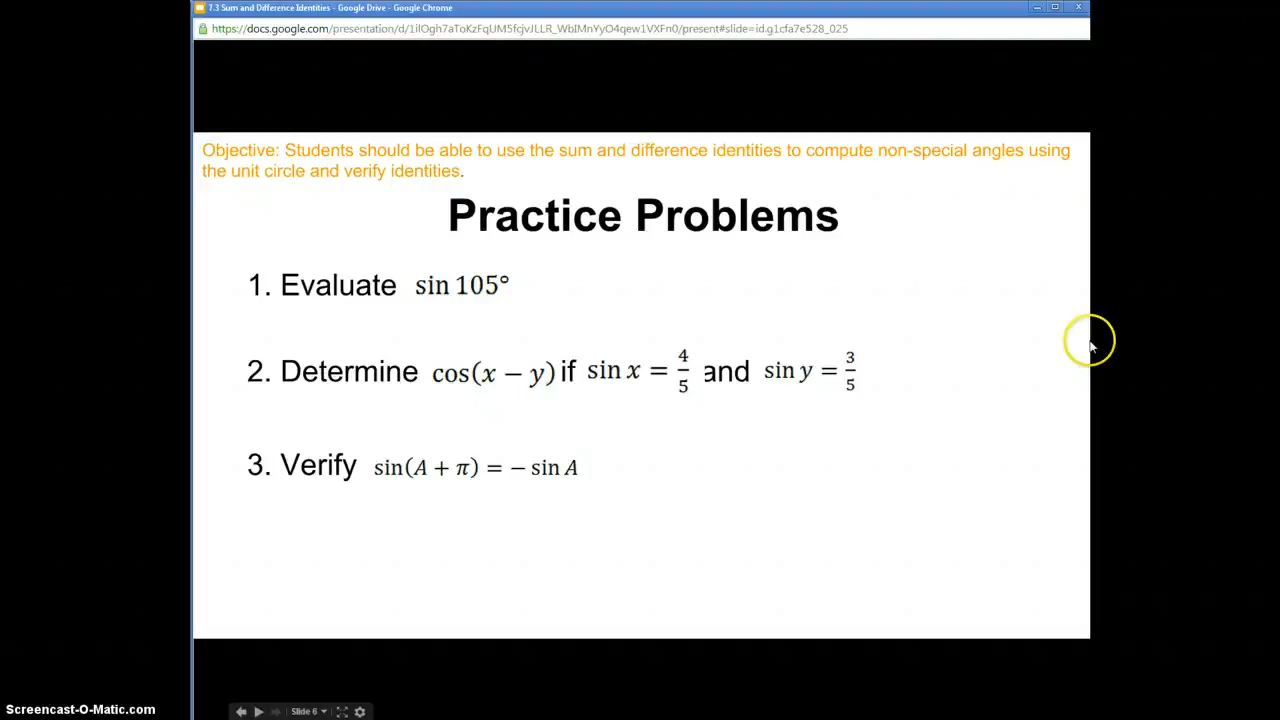 7.3 Sum and Difference Identities - Google Drive - Google Chrome
https://docs.google.com/presentation/d/1ilOgh7aToKzFqUM5fcjvJLLR_WbIMnYyO4qew1VXFn0/present#slide=id.g1cfa7e528_025
Objective: Students should be able to use the sum and difference identities to compute non-special angles using
the unit circle and verify identities.
Practice Problems
1. Evaluate sin 105°
2. Determine cos(x − y) if sin x = 4/5 and sin y = 3/5
3. Verify sin(A + π) = − sin A
Screencast-O-Matic.com
Slide 6